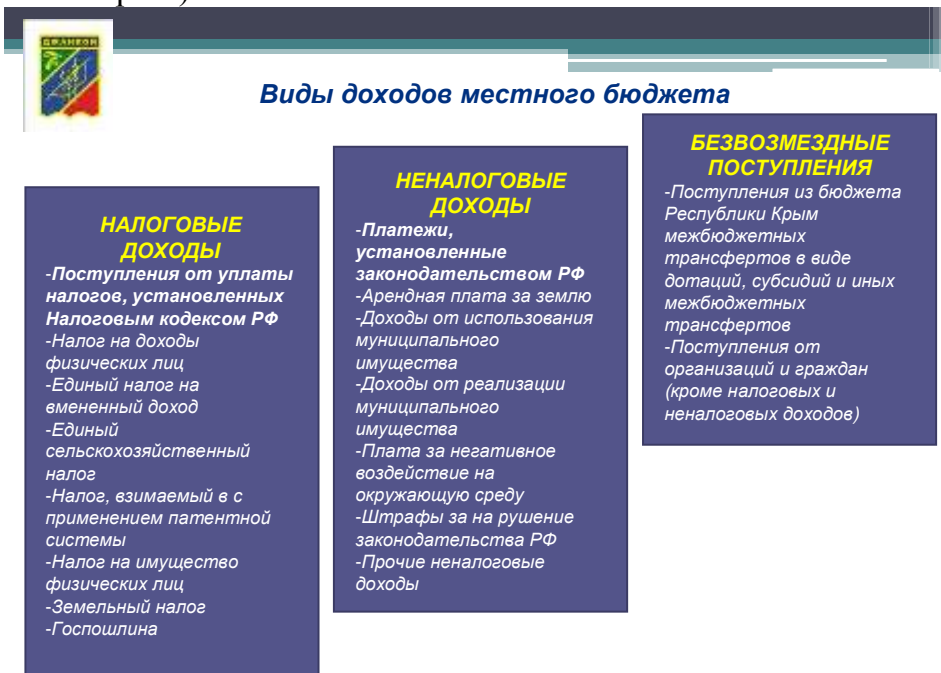 Виды доходов местного бюджета
НАЛОГОВЫЕ
ДОХОДЫ
-Поступления от уплаты
налогов, установленных
Налоговым кодексом РФ
-Налог на доходы
физических лиц
-Единый налог на
вмененный доход
-Единый
сельскохозяйственный
налог
-Налог, взимаемый в с
применением патентной
системы
-Налог на имущество
физических лиц
-Земельный налог
-Госпошлина
НЕНАЛОГОВЫЕ
ДОХОДЫ
-Платежи,
установленные
законодательством РФ
-Арендная плата за землю
-Доходы от использования
муниципального
имущества
-Доходы от реализации
муниципального
имущества
-Плата за негативное
воздействие на
окружающую среду
-Штрафы за на рушение
законодательства РФ
-Прочие неналоговые
доходы
БЕЗВОЗМЕЗДНЫЕ
ПОСТУПЛЕНИЯ
-Поступления из бюджета
Республики Крым
межбюджетных
трансфертов в виде
дотаций, субсидий и иных
межбюджетных
трансфертов
-Поступления от
организаций и граждан
(кроме налоговых и
неналоговых доходов)